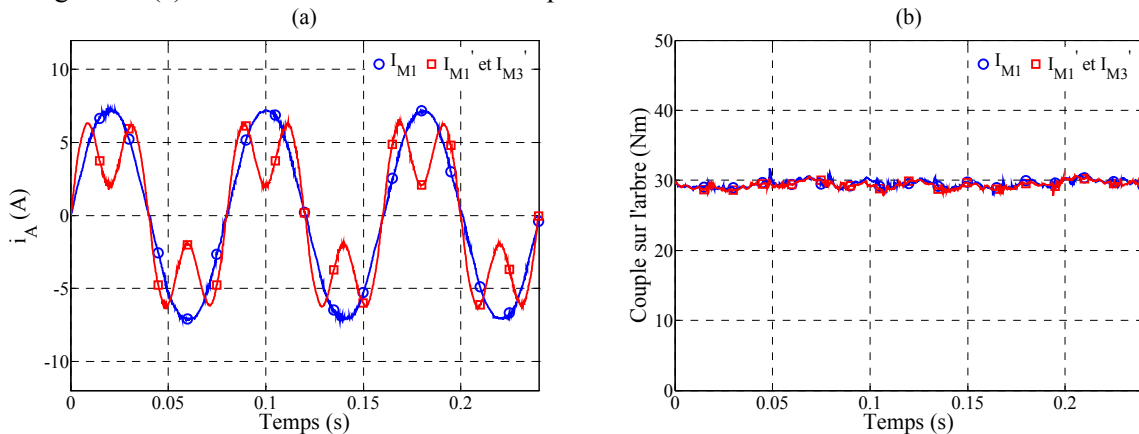 (a)
I_M1 I_M1' et I_M3'
10
5
0
-5
-10
i_A (A)
0 0.05 0.1 0.15 0.2
Temps (s)
(b)
I_M1 I_M1' et I_M3'
50
40
30
20
10
0
Couple sur l'arbre (Nm)
0.05 0.1 0.15 0.2
Temps (s)